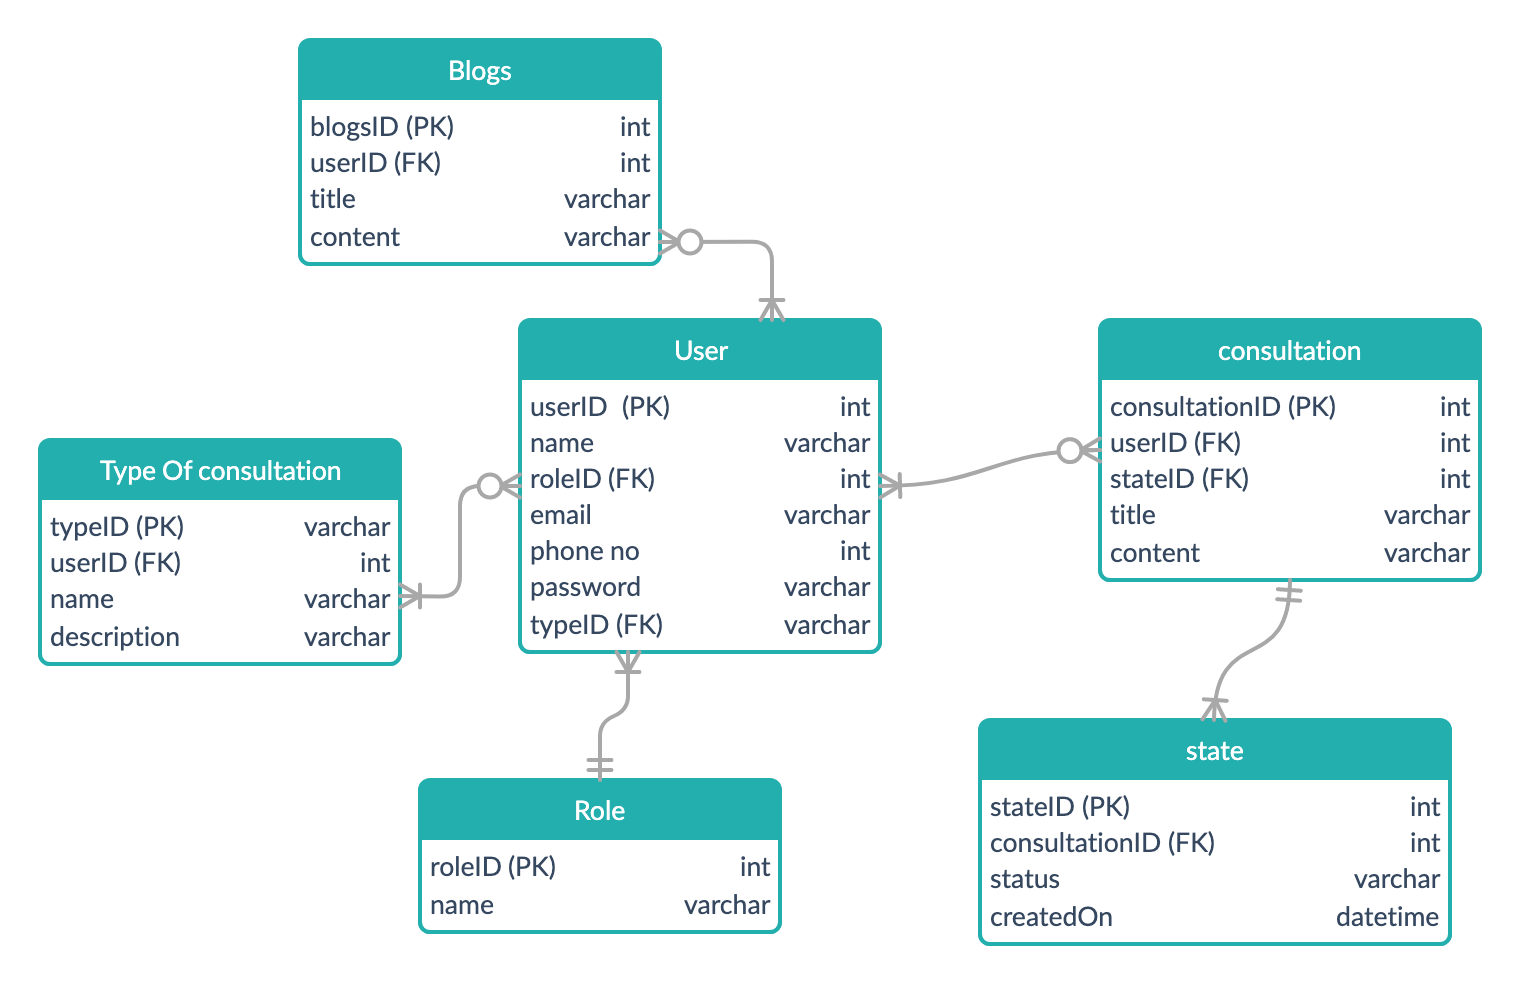 Blogs
blogsID (PK) int
userID (FK) int
title varchar
content varchar
User
userID (PK) int
name varchar
roleID (FK) int
email varchar
phone no int
password varchar
typeID (FK) varchar
consultation
consultationID (PK) int
userID (FK) int
stateID (FK) int
title varchar
content varchar
Type Of consultation
typeID (PK) varchar
userID (FK) int
name varchar
description varchar
Role
roleID (PK) int
name varchar
state
stateID (PK) int
consultationID (FK) int
status varchar
createdOn datetime